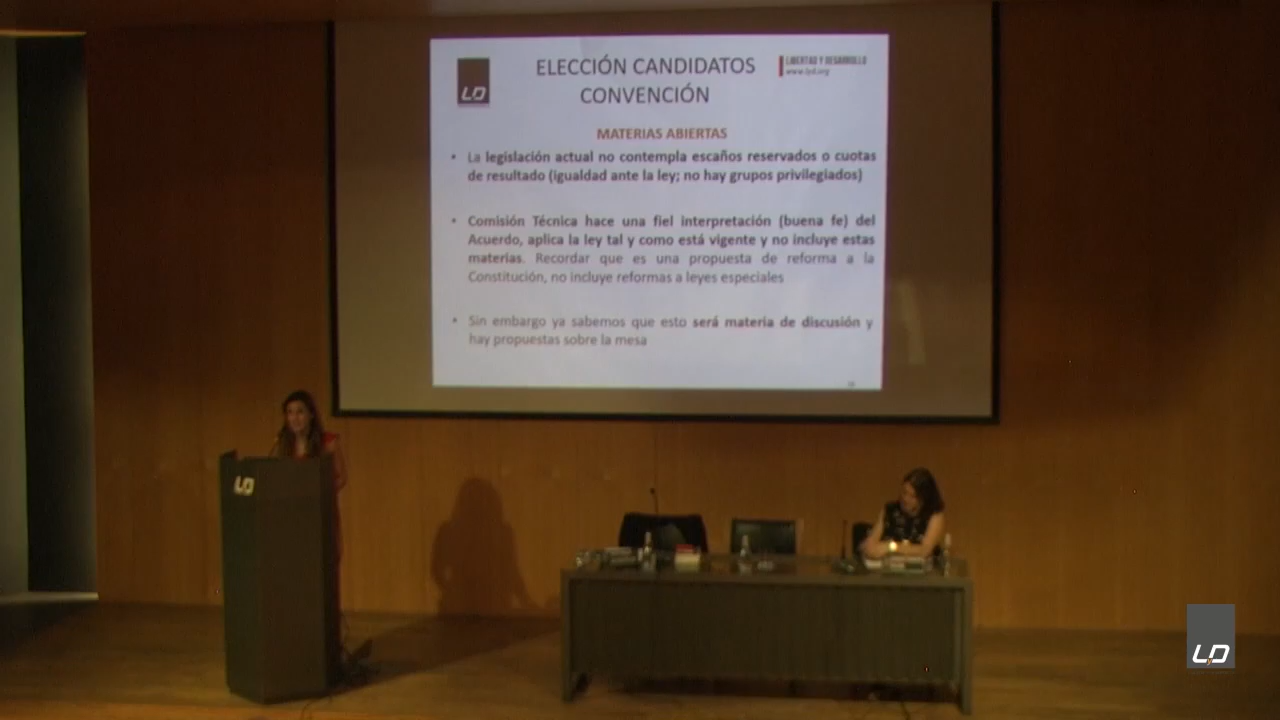 ELECCIÓN CANDIDATOS
CONVENCIÓN
LYD
LIBERTAD Y DESARROLLO
www.lyd.org
MATERIAS ABIERTAS
• La legislación actual no contempla escaños reservados o cuotas
de resultado (igualdad ante la ley; no hay grupos privilegiados)
• Comisión Técnica hace una fiel interpretación (buena fe) del
Acuerdo, aplica la ley tal y como está vigente y no incluye estas
materias. Recordar que es una propuesta de reforma a la
Constitución, no incluye reformas a leyes especiales
• Sin embargo ya sabemos que esto será materia de discusión y
hay propuestas sobre la mesa
LYD
LYD